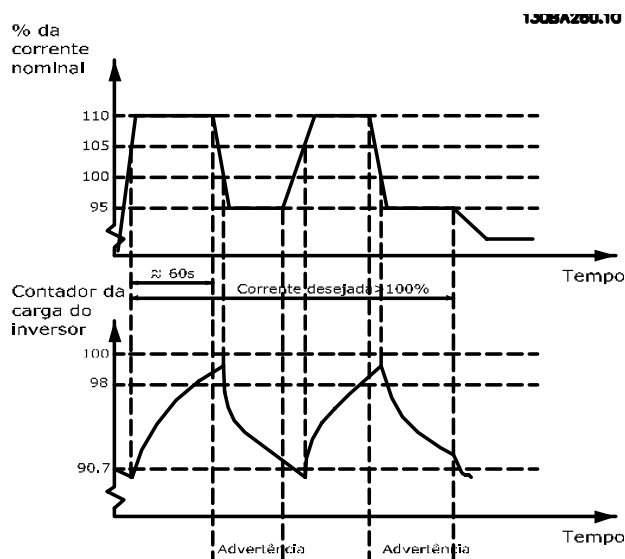 130BA260.10
% da
corrente
nominal
110
105
100
95
≈ 60s
Tempo
Contador da
carga do
inversor
Corrente desejada>100%
100
98
90.7
Tempo
Advertência
Advertência